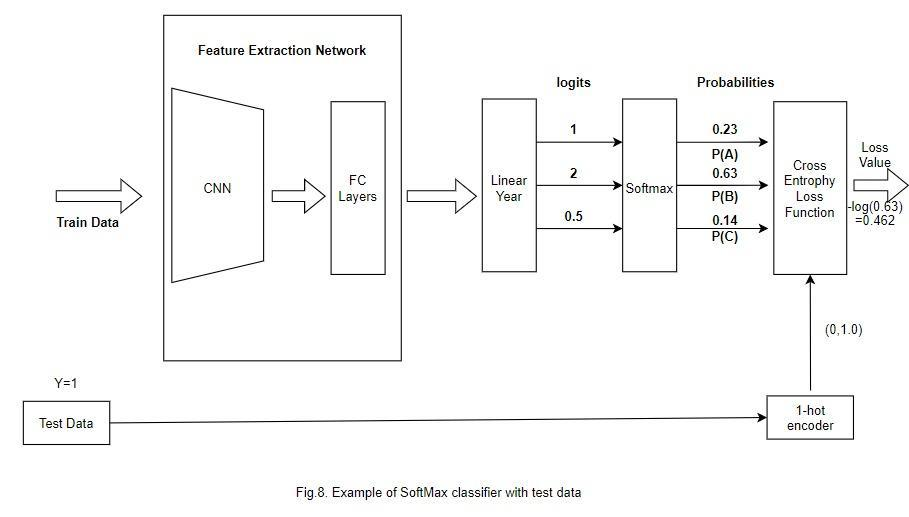 Feature Extraction Network
logits
Probabilities
Train Data
CNN
FC
Layers
Linear
Year
1
2
0.5
Softmax
0.23
P(A)
0.63
P(B)
0.14
P(C)
Cross
Entrophy
Loss
Function
Loss
Value
-log(0.63)
=0.462
(0,1.0)
Y=1
Test Data
1-hot
encoder
Fig.8. Example of SoftMax classifier with test data